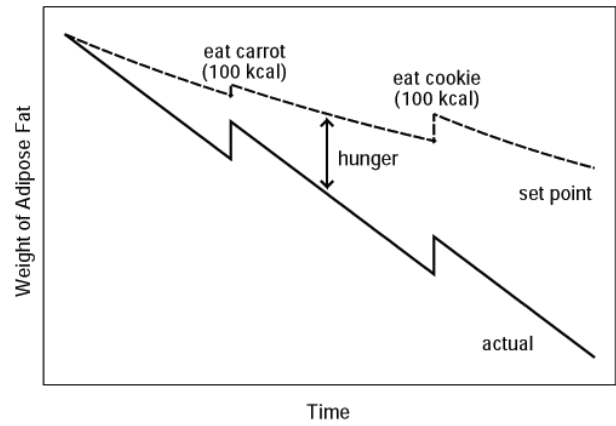 eat carrot
(100 kcal)
eat cookie
(100 kcal)
hunger
set point
actual
Weight of Adipose Fat
Time